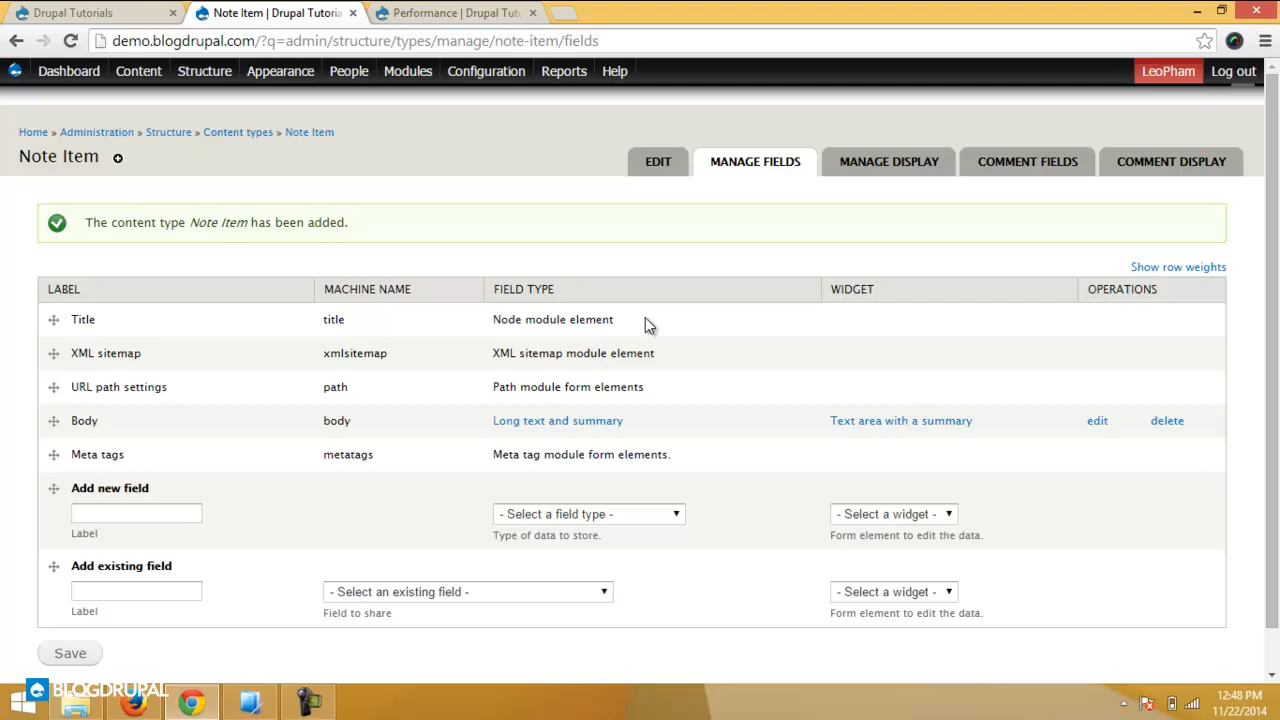 Drupal Tutorials
Note Item | Drupal Tutoria
Performance | Drupal Tuto
demo.blogdrupal.com/?q=admin/structure/types/manage/note-item/fields
Dashboard Content Structure Appearance People Modules Configuration Reports Help LeoPham Log out
Home » Administration » Structure » Content types » Note Item
Note Item
EDIT MANAGE FIELDS MANAGE DISPLAY COMMENT FIELDS COMMENT DISPLAY
The content type Note Item has been added.
Show row weights
LABEL MACHINE NAME FIELD TYPE WIDGET OPERATIONS
Title title Node module element
XML sitemap xmlsitemap XML sitemap module element
URL path settings path Path module form elements
Body body Long text and summary Text area with a summary edit delete
Meta tags metatags Meta tag module form elements.
Add new field
- Select a field type - - Select a widget -
Label Type of data to store. Form element to edit the data.
Add existing field
- Select an existing field - - Select a widget -
Label Field to share Form element to edit the data.
Save
BLOGDRUPAL
12:48 PM
11/22/2014